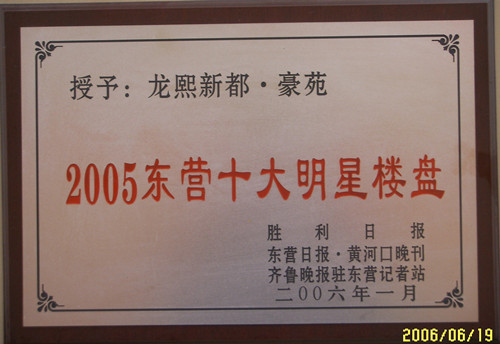 授予：龙熙新都·豪苑
2005东营十大明星楼盘
胜利日报
东营日报·黄河口晚刊
齐鲁晚报驻东营记者站
二00六年一月
2006/06/19